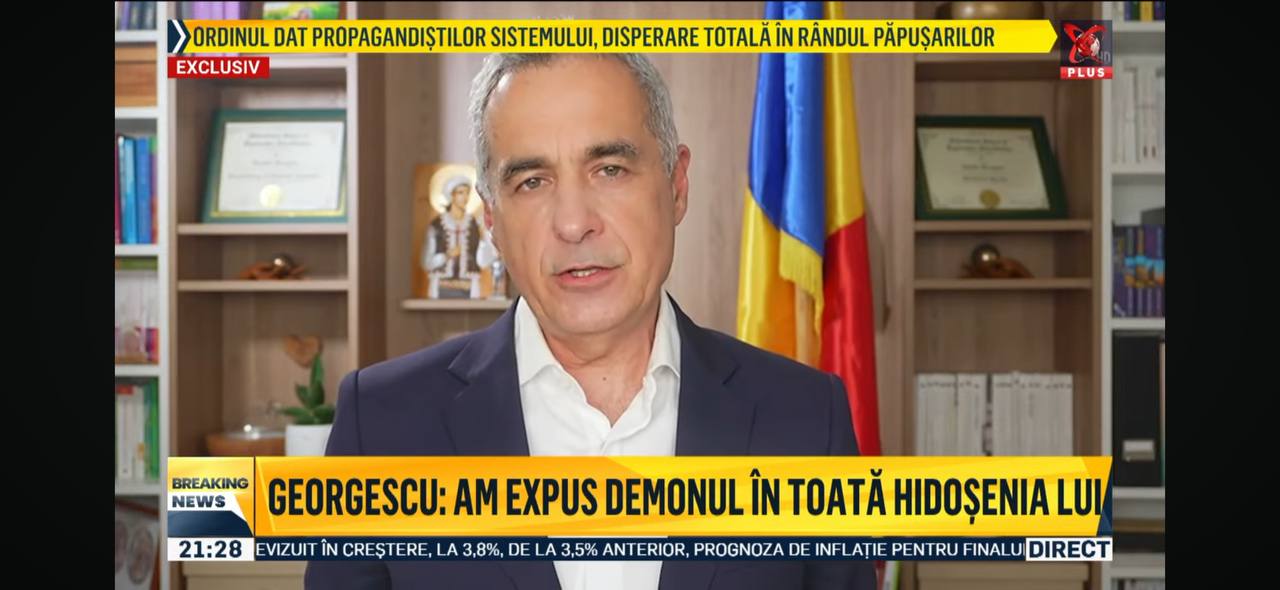 ORDINUL DAT PROPAGANDIȘTILOR SISTEMULUI, DISPERARE TOTALĂ ÎN RÂNDUL PĂPUȘARILOR
EXCLUSIV
HD
PLUS
BREAKING
NEWS
GEORGESCU: AM EXPUS DEMONUL ÎN TOATĂ HIDOȘENIA LUI
21:28
EVIZUIT ÎN CREȘTERE, LA 3,8%, DE LA 3,5% ANTERIOR, PROGNOZA DE INFLAȚIE PENTRU FINALU
DIRECT